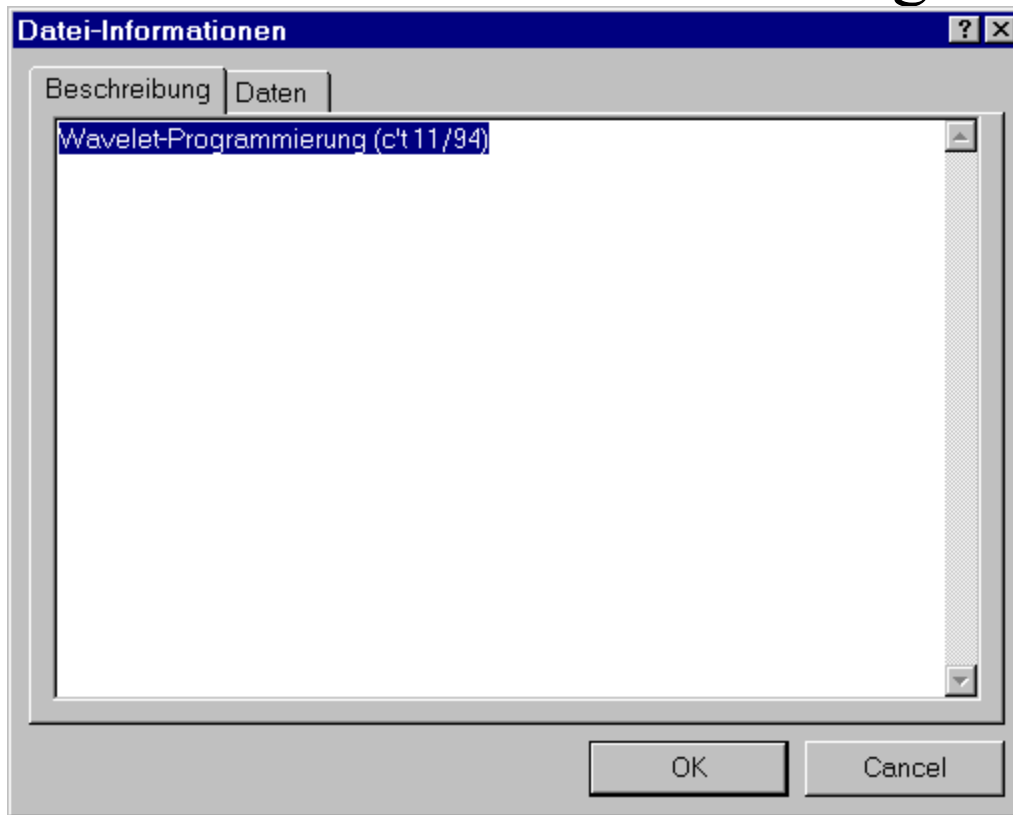 Datei-Informationen
Beschreibung Daten
Wavelet-Programmierung (c't 11/94)
OK Cancel